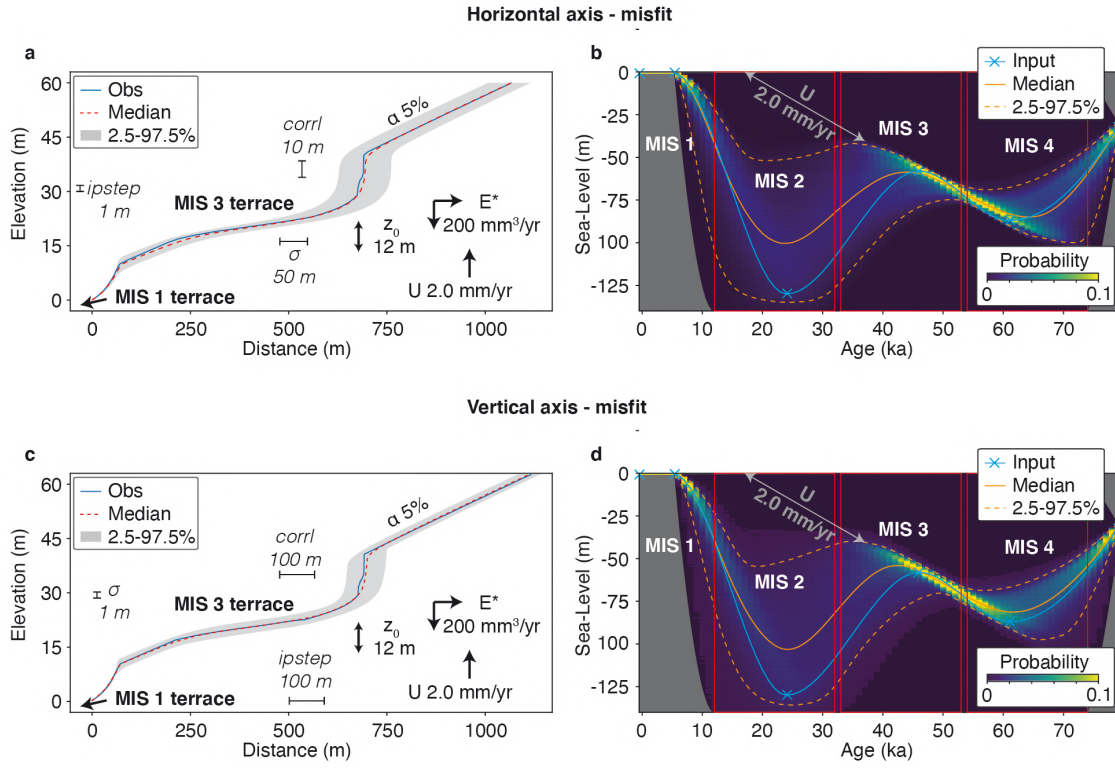 Horizontal axis - misfit
a
Obs
Median
2.5-97.5%
corrl
10 m
α 5%
ipstep
1 m
MIS 3 terrace
E*
200 mm³/yr
z₀
12 m
σ
50 m
U 2.0 mm/yr
MIS 1 terrace
Elevation (m)
60
45
30
15
0
0 250 500 750 1000
Distance (m)
b
Input
Median
2.5-97.5%
U
2.0 mm/yr
MIS 1
MIS 2
MIS 3
MIS 4
Probability
0 0.1
Sea-Level (m)
0
-25
-50
-75
-100
-125
0 10 20 30 40 50 60 70
Age (ka)
Vertical axis - misfit
c
Obs
Median
2.5-97.5%
α 5%
corrl
100 m
σ
1 m
MIS 3 terrace
E*
200 mm³/yr
z₀
12 m
ipstep
100 m
U 2.0 mm/yr
MIS 1 terrace
Elevation (m)
60
45
30
15
0
0 250 500 750 1000
Distance (m)
d
Input
Median
2.5-97.5%
U
2.0 mm/yr
MIS 1
MIS 2
MIS 3
MIS 4
Probability
0 0.1
Sea-Level (m)
0
-25
-50
-75
-100
-125
0 10 20 30 40 50 60 70
Age (ka)